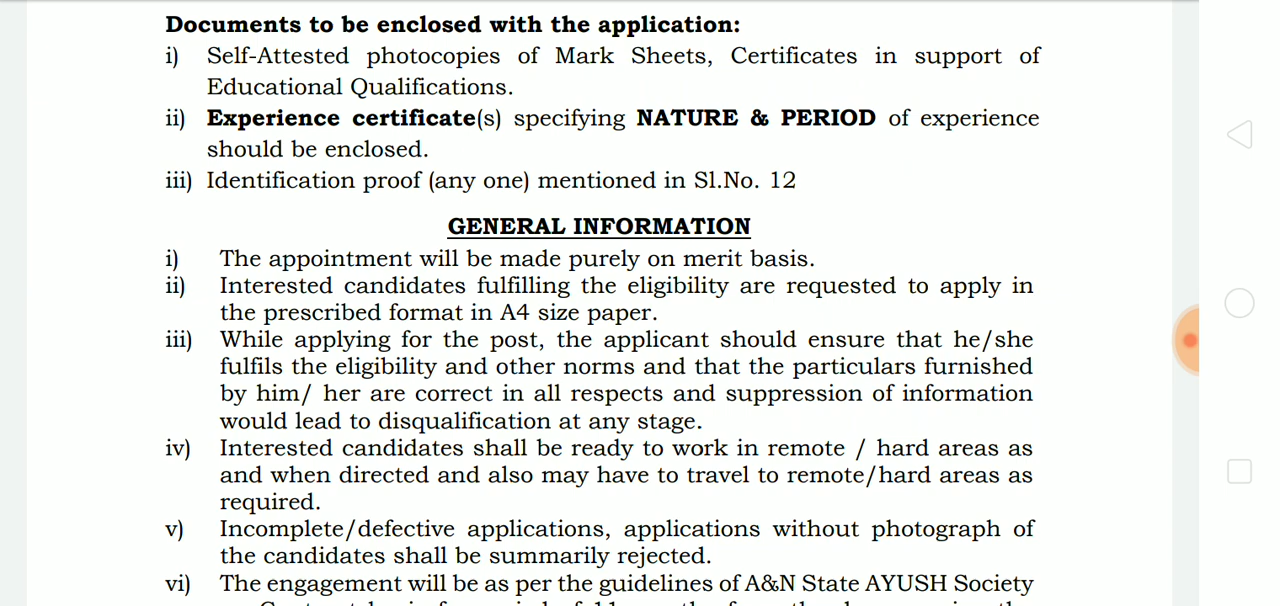 Documents to be enclosed with the application:
i) Self-Attested photocopies of Mark Sheets, Certificates in support of
Educational Qualifications.
ii) Experience certificate(s) specifying NATURE & PERIOD of experience
should be enclosed.
iii) Identification proof (any one) mentioned in Sl.No. 12
GENERAL INFORMATION
i) The appointment will be made purely on merit basis.
ii) Interested candidates fulfilling the eligibility are requested to apply in
the prescribed format in A4 size paper.
iii) While applying for the post, the applicant should ensure that he/she
fulfils the eligibility and other norms and that the particulars furnished
by him/ her are correct in all respects and suppression of information
would lead to disqualification at any stage.
iv) Interested candidates shall be ready to work in remote / hard areas as
and when directed and also may have to travel to remote/hard areas as
required.
v) Incomplete/defective applications, applications without photograph of
the candidates shall be summarily rejected.
vi) The engagement will be as per the guidelines of A&N State AYUSH Society